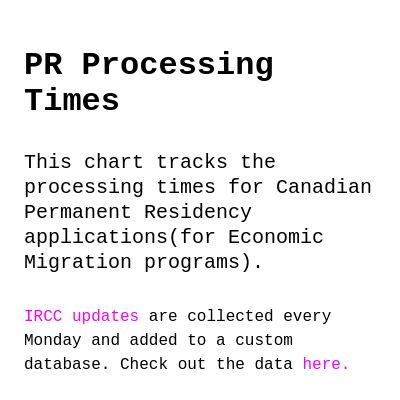 PR Processing
Times
This chart tracks the
processing times for Canadian
Permanent Residency
applications(for Economic
Migration programs).
IRCC updates are collected every
Monday and added to a custom
database. Check out the data here.